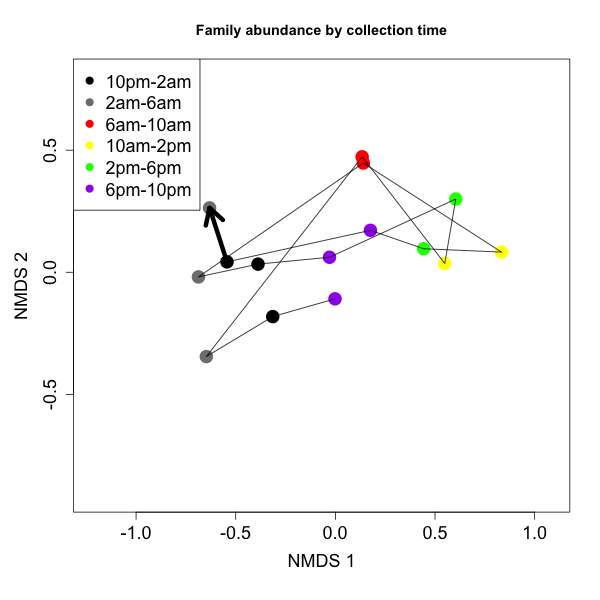 Family abundance by collection time
10pm-2am
2am-6am
6am-10am
10am-2pm
2pm-6pm
6pm-10pm
0.5
0.0
-0.5
NMDS 2
-1.0 -0.5 0.0 0.5 1.0
NMDS 1